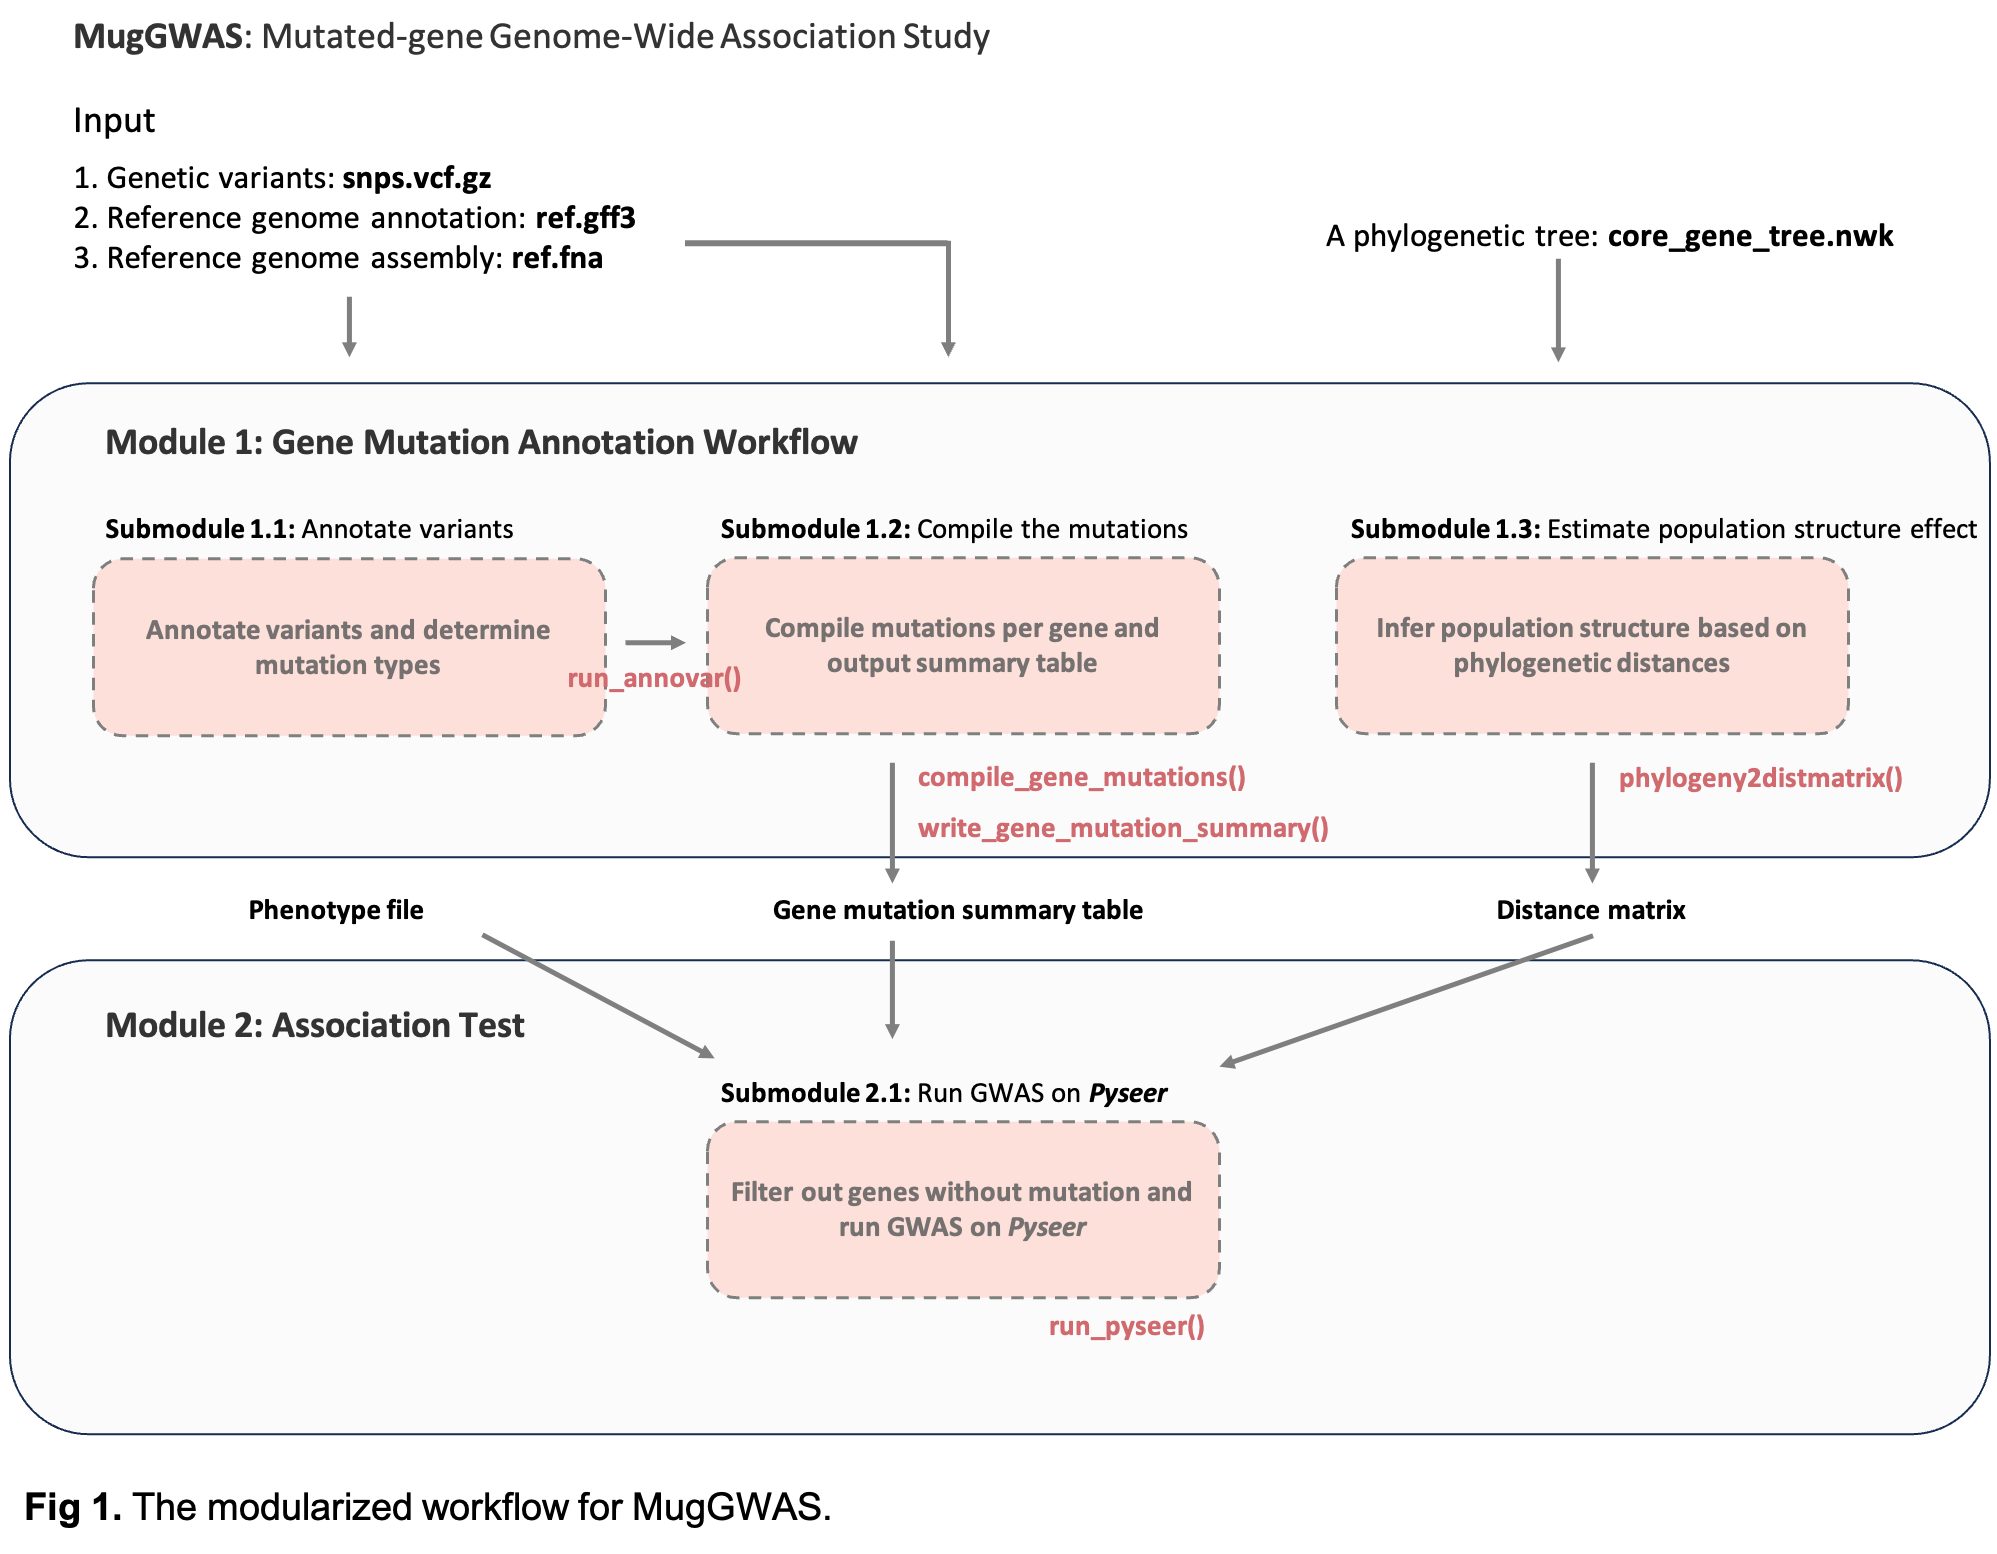 MugGWAS: Mutated-gene Genome-Wide Association Study
Input
1. Genetic variants: snps.vcf.gz
2. Reference genome annotation: ref.gff3
3. Reference genome assembly: ref.fna
A phylogenetic tree: core_gene_tree.nwk
Module 1: Gene Mutation Annotation Workflow
Submodule 1.1: Annotate variants
Annotate variants and determine
mutation types
run_annovar()
Submodule 1.2: Compile the mutations
Compile mutations per gene and
output summary table
compile_gene_mutations()
write_gene_mutation_summary()
Submodule 1.3: Estimate population structure effect
Infer population structure based on
phylogenetic distances
phylogeny2distmatrix()
Phenotype file
Gene mutation summary table
Distance matrix
Module 2: Association Test
Submodule 2.1: Run GWAS on Pyseer
Filter out genes without mutation and
run GWAS on Pyseer
run_pyseer()
Fig 1. The modularized workflow for MugGWAS.